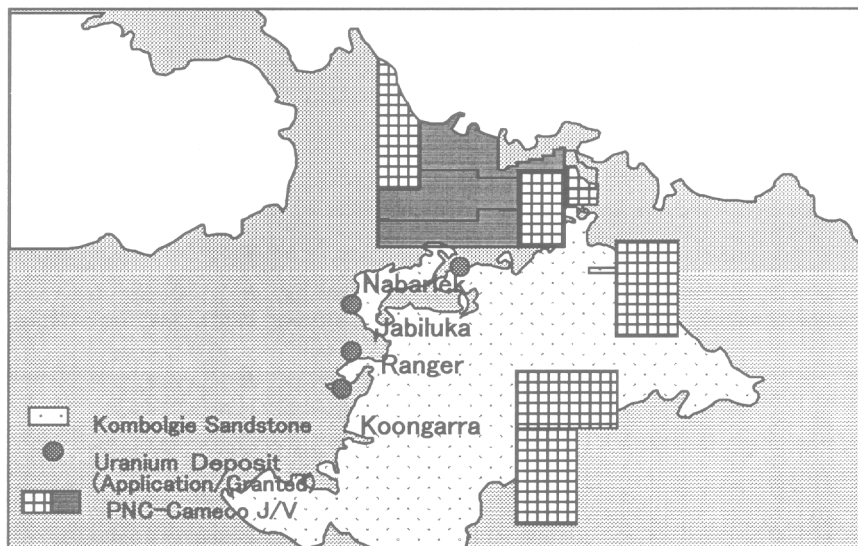 Nabarlek
Jabiluka
Ranger
Koongarra
Kombolgie Sandstone
Uranium Deposit
(Application/Granted)
PNC-Cameco J/V